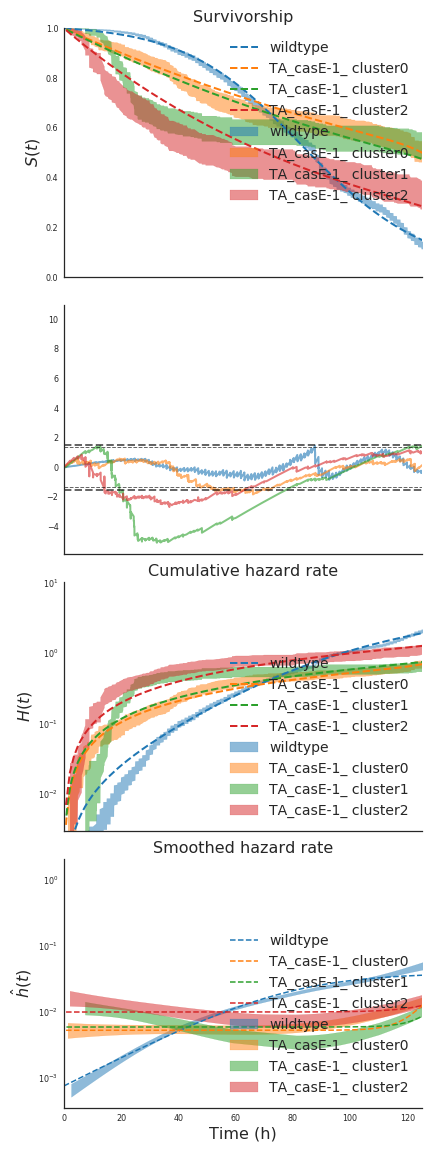 Survivorship
1.0
0.8
0.6
0.4
0.2
0.0
S(t)
wildtype
TA_casE-1_ cluster0
TA_casE-1_ cluster1
TA_casE-1_ cluster2
wildtype
TA_casE-1_ cluster0
TA_casE-1_ cluster1
TA_casE-1_ cluster2
10
8
6
4
2
0
−2
−4
Cumulative hazard rate
10¹
10⁰
10⁻¹
10⁻²
H(t)
wildtype
TA_casE-1_ cluster0
TA_casE-1_ cluster1
TA_casE-1_ cluster2
wildtype
TA_casE-1_ cluster0
TA_casE-1_ cluster1
TA_casE-1_ cluster2
Smoothed hazard rate
10⁰
10⁻¹
10⁻²
10⁻³
ĥ(t)
wildtype
TA_casE-1_ cluster0
TA_casE-1_ cluster1
TA_casE-1_ cluster2
wildtype
TA_casE-1_ cluster0
TA_casE-1_ cluster1
TA_casE-1_ cluster2
0 20 40 60 80 100 120
Time (h)